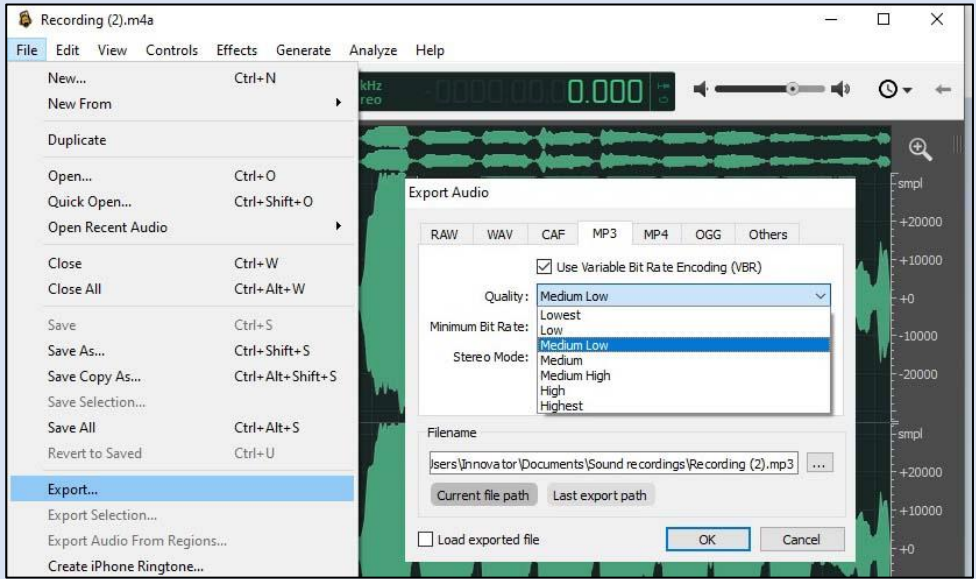 Recording (2).m4a
File Edit View Controls Effects Generate Analyze Help
New... Ctrl+N
New From
Duplicate
Open... Ctrl+O
Quick Open... Ctrl+Shift+O
Open Recent Audio
Close Ctrl+W
Close All Ctrl+Alt+W
Save Ctrl+S
Save As... Ctrl+Shift+S
Save Copy As... Ctrl+Alt+Shift+S
Save Selection...
Save All Ctrl+Alt+S
Revert to Saved Ctrl+U
Export...
Export Selection...
Export Audio From Regions...
Create iPhone Ringtone...
kHz
reo
0.000
smpl
+20000
+10000
+0
-10000
-20000
smpl
+20000
+10000
+0
Export Audio
RAW WAV CAF MP3 MP4 OGG Others
Use Variable Bit Rate Encoding (VBR)
Quality: Medium Low
Lowest
Low
Medium Low
Medium
Medium High
High
Highest
Minimum Bit Rate:
Stereo Mode:
Filename
Jsers\Innovator\Documents\Sound recordings\Recording (2).mp3 ...
Current file path Last export path
Load exported file OK Cancel